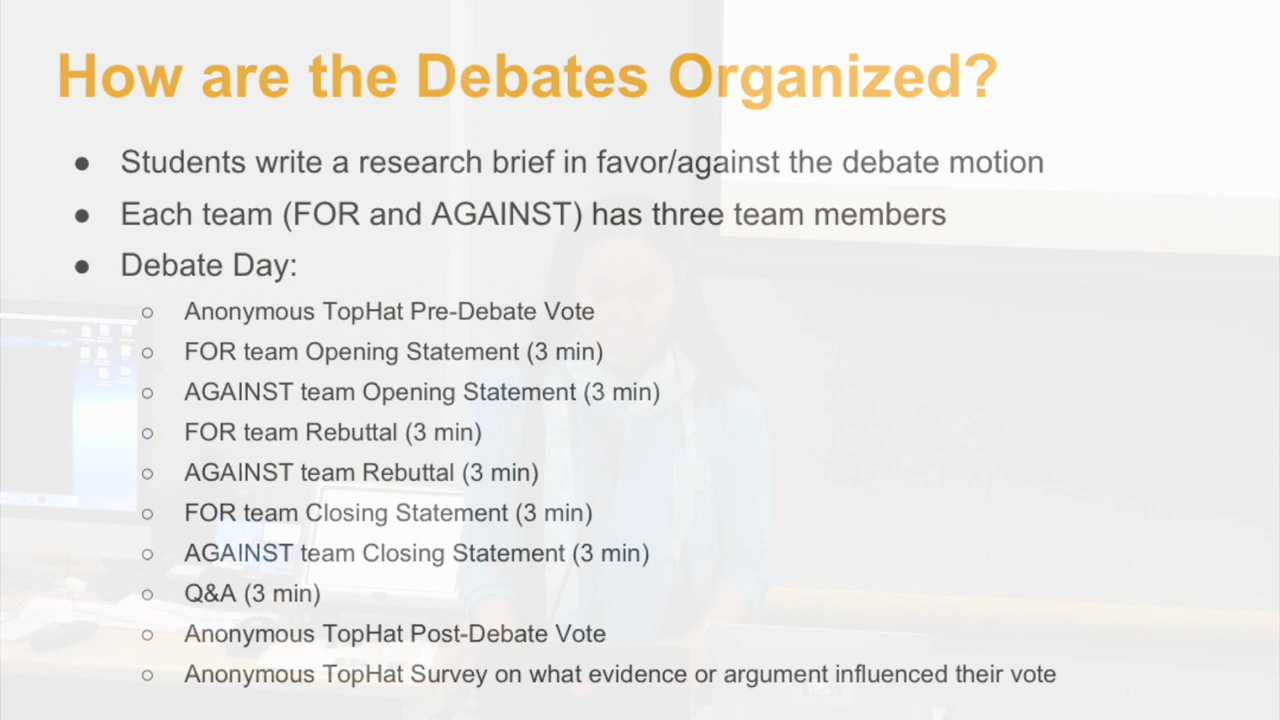 How are the Debates Organized?
● Students write a research brief in favor/against the debate motion
● Each team (FOR and AGAINST) has three team members
● Debate Day:
○ Anonymous TopHat Pre-Debate Vote
○ FOR team Opening Statement (3 min)
○ AGAINST team Opening Statement (3 min)
○ FOR team Rebuttal (3 min)
○ AGAINST team Rebuttal (3 min)
○ FOR team Closing Statement (3 min)
○ AGAINST team Closing Statement (3 min)
○ Q&A (3 min)
○ Anonymous TopHat Post-Debate Vote
○ Anonymous TopHat Survey on what evidence or argument influenced their vote